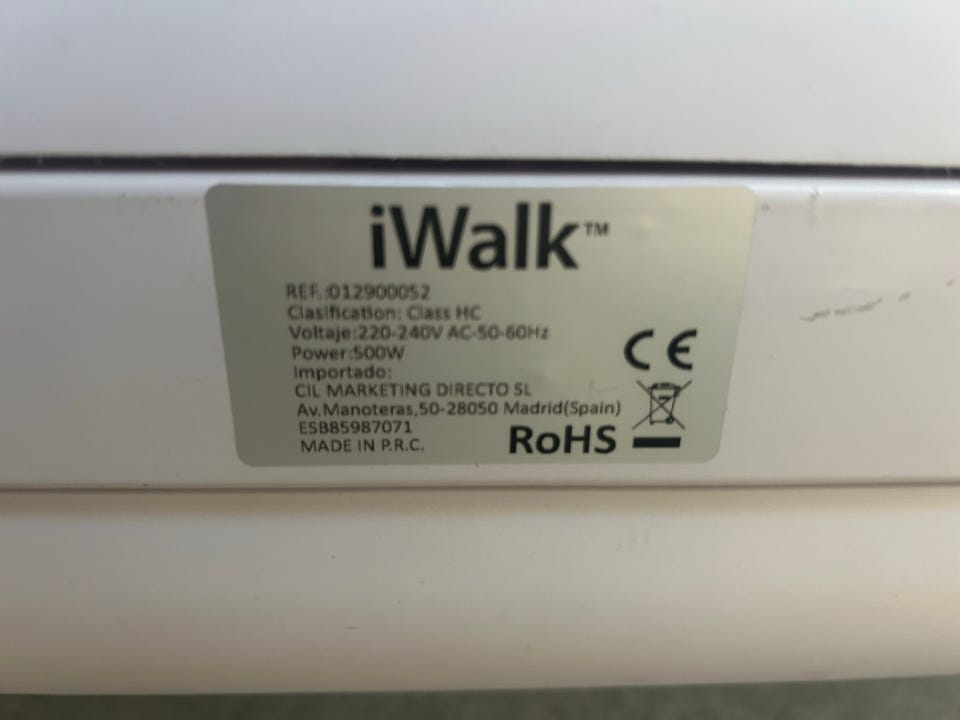 iWalk™
REF.:012900052
Clasification: Class HC
Voltaje:220-240V AC-50-60Hz
Power:500W
Importado:
CIL MARKETING DIRECTO SL
Av.Manoteras,50-28050 Madrid(Spain)
ESB85987071
MADE IN P.R.C.
CE
RoHS